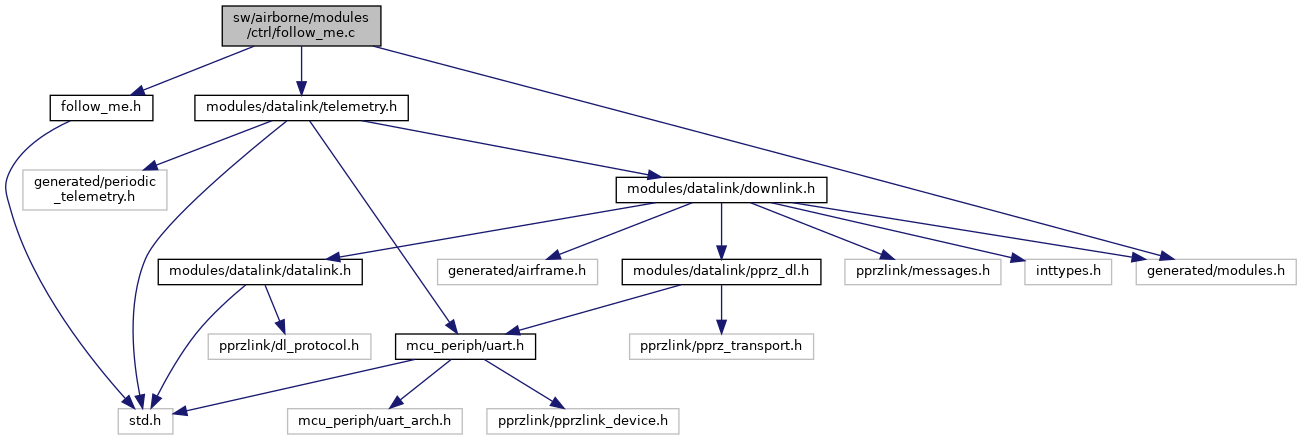 sw/airborne/modules
/ctrl/follow_me.c
follow_me.h
modules/datalink/telemetry.h
generated/periodic
_telemetry.h
modules/datalink/downlink.h
modules/datalink/datalink.h
generated/airframe.h
modules/datalink/pprz_dl.h
pprzlink/messages.h
inttypes.h
generated/modules.h
pprzlink/dl_protocol.h
mcu_periph/uart.h
pprzlink/pprz_transport.h
std.h
mcu_periph/uart_arch.h
pprzlink/pprzlink_device.h